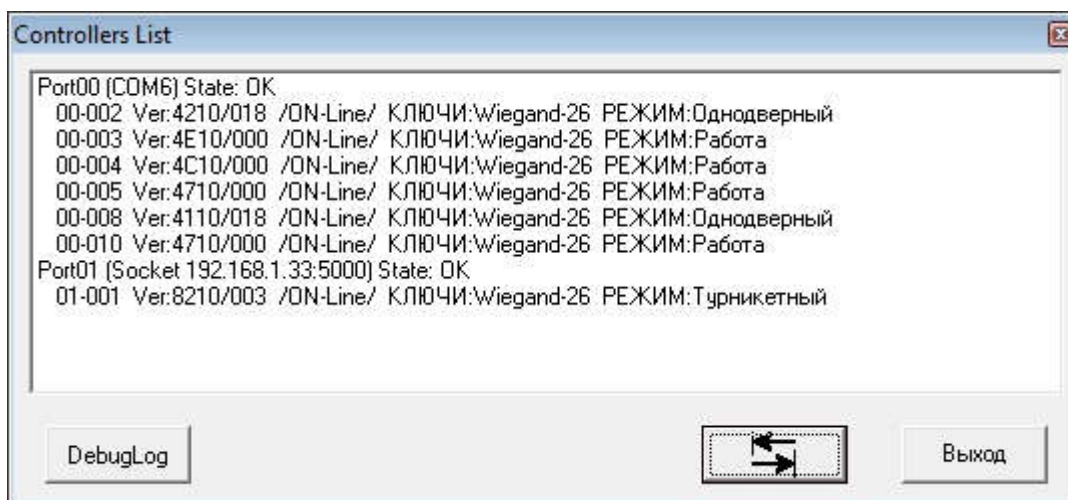 Controllers List
Port00 (COM6) State: OK
00-002 Ver:4210/018 /ON-Line/ КЛЮЧИ:Wiegand-26 РЕЖИМ:Однодверный
00-003 Ver:4E10/000 /ON-Line/ КЛЮЧИ:Wiegand-26 РЕЖИМ:Работа
00-004 Ver:4C10/000 /ON-Line/ КЛЮЧИ:Wiegand-26 РЕЖИМ:Работа
00-005 Ver:4710/000 /ON-Line/ КЛЮЧИ:Wiegand-26 РЕЖИМ:Работа
00-008 Ver:4110/018 /ON-Line/ КЛЮЧИ:Wiegand-26 РЕЖИМ:Однодверный
00-010 Ver:4710/000 /ON-Line/ КЛЮЧИ:Wiegand-26 РЕЖИМ:Работа
Port01 (Socket 192.168.1.33:5000) State: OK
01-001 Ver:8210/003 /ON-Line/ КЛЮЧИ:Wiegand-26 РЕЖИМ:Турникетный
DebugLog Выход